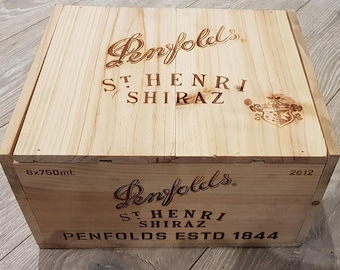 Penfolds®
ST HENRI
SHIRAZ
6x750ml.
2012
Penfolds®
ST HENRI
SHIRAZ
PENFOLDS ESTD 1844